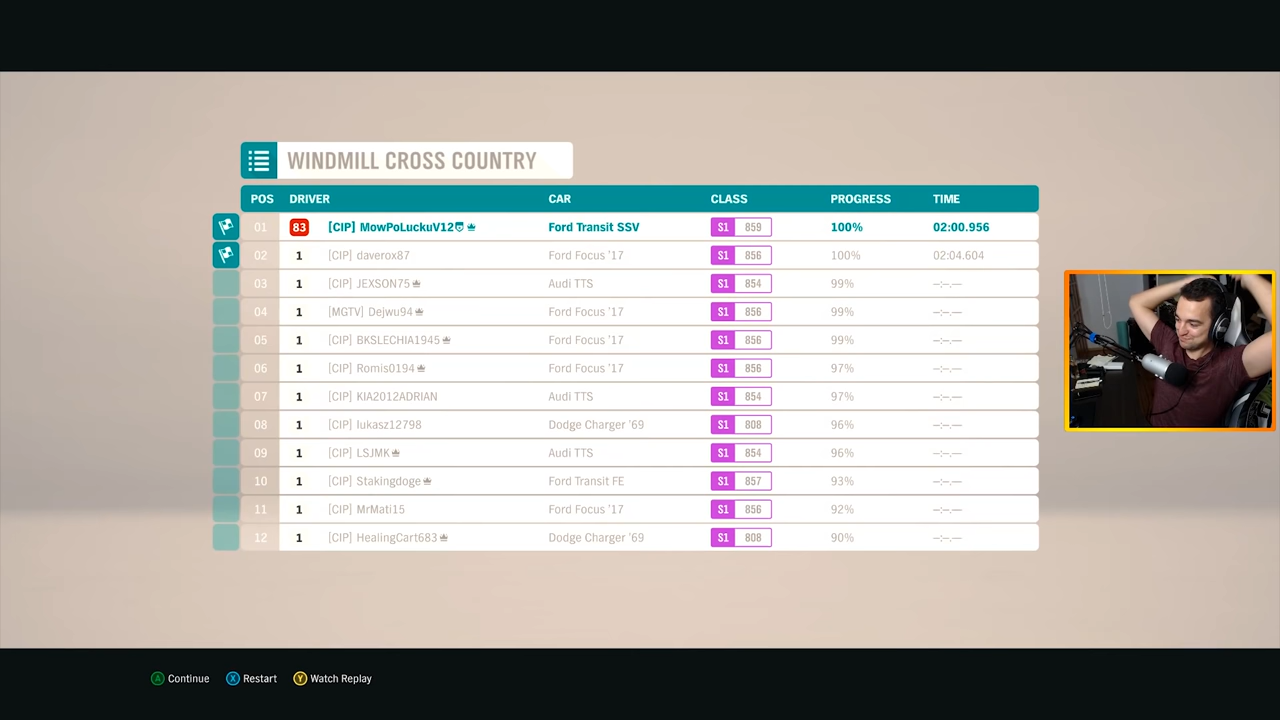 WINDMILL CROSS COUNTRY
POS DRIVER CAR CLASS PROGRESS TIME
01 83 [CIP] MowPoLuckuV12 Ford Transit SSV S1 859 100% 02:00.956
02 1 [CIP] daverox87 Ford Focus '17 S1 856 100% 02:04.604
03 1 [CIP] JEXSON75 Audi TTS S1 854 99% --:--.---
04 1 [MGTV] Dejwu94 Ford Focus '17 S1 856 99% --:--.---
05 1 [CIP] BKSLECHIA1945 Ford Focus '17 S1 856 99% --:--.---
06 1 [CIP] Romis0194 Ford Focus '17 S1 856 97% --:--.---
07 1 [CIP] KIA2012ADRIAN Audi TTS S1 854 97% --:--.---
08 1 [CIP] lukasz12798 Dodge Charger '69 S1 808 96% --:--.---
09 1 [CIP] LSJMK Audi TTS S1 854 96% --:--.---
10 1 [CIP] Stakingdoge Ford Transit FE S1 857 93% --:--.---
11 1 [CIP] MrMati15 Ford Focus '17 S1 856 92% --:--.---
12 1 [CIP] HealingCart683 Dodge Charger '69 S1 808 90% --:--.---
A Continue X Restart Y Watch Replay